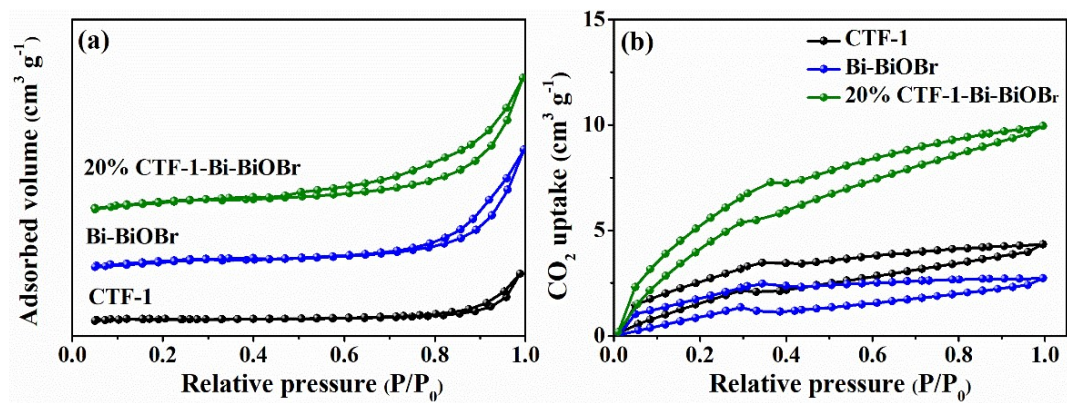 (a)
Adsorbed volume (cm³ g⁻¹)
20% CTF-1-Bi-BiOBr
Bi-BiOBr
CTF-1
0.0 0.2 0.4 0.6 0.8 1.0
Relative pressure (P/P₀)
(b)
CO₂ uptake (cm³ g⁻¹)
15
10
5
0
CTF-1
Bi-BiOBr
20% CTF-1-Bi-BiOBr
0.0 0.2 0.4 0.6 0.8 1.0
Relative pressure (P/P₀)